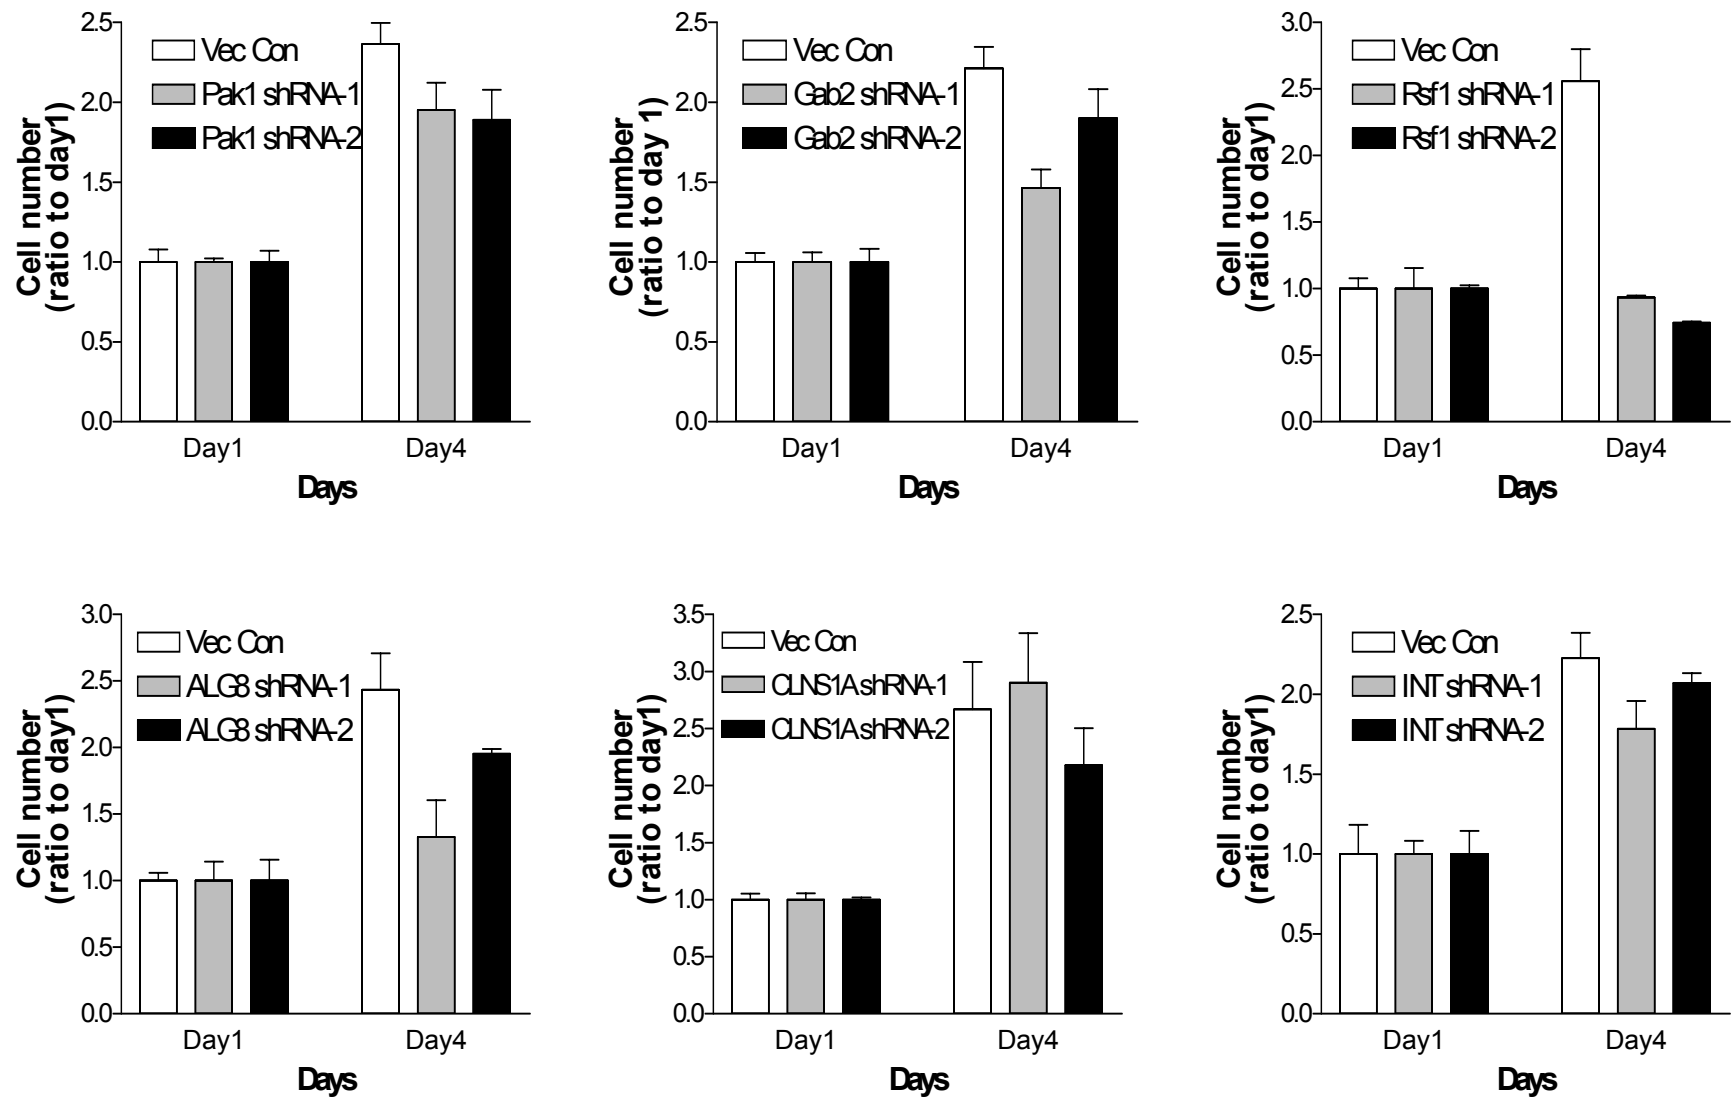 2.5
2.0
1.5
1.0
0.5
0.0
Cell number
(ratio to day1)
Vec Con
Pak1 shRNA-1
Pak1 shRNA-2
Day1
Day4
Days
2.5
2.0
1.5
1.0
0.5
0.0
Cell number
(ratio to day 1)
Vec Con
Gab2 shRNA-1
Gab2 shRNA-2
Day1
Day4
Days
3.0
2.5
2.0
1.5
1.0
0.5
0.0
Cell number
(ratio to day1)
Vec Con
Rsf1 shRNA-1
Rsf1 shRNA-2
Day1
Day4
Days
3.0
2.5
2.0
1.5
1.0
0.5
0.0
Cell number
(ratio to day1)
Vec Con
ALG8 shRNA-1
ALG8 shRNA-2
Day1
Day4
Days
3.5
3.0
2.5
2.0
1.5
1.0
0.5
0.0
Cell number
(ratio to day1)
Vec Con
CLNS1A shRNA-1
CLNS1A shRNA-2
Day1
Day4
Days
2.5
2.0
1.5
1.0
0.5
0.0
Cell number
(ratio to day1)
Vec Con
INT shRNA-1
INT shRNA-2
Day1
Day4
Days